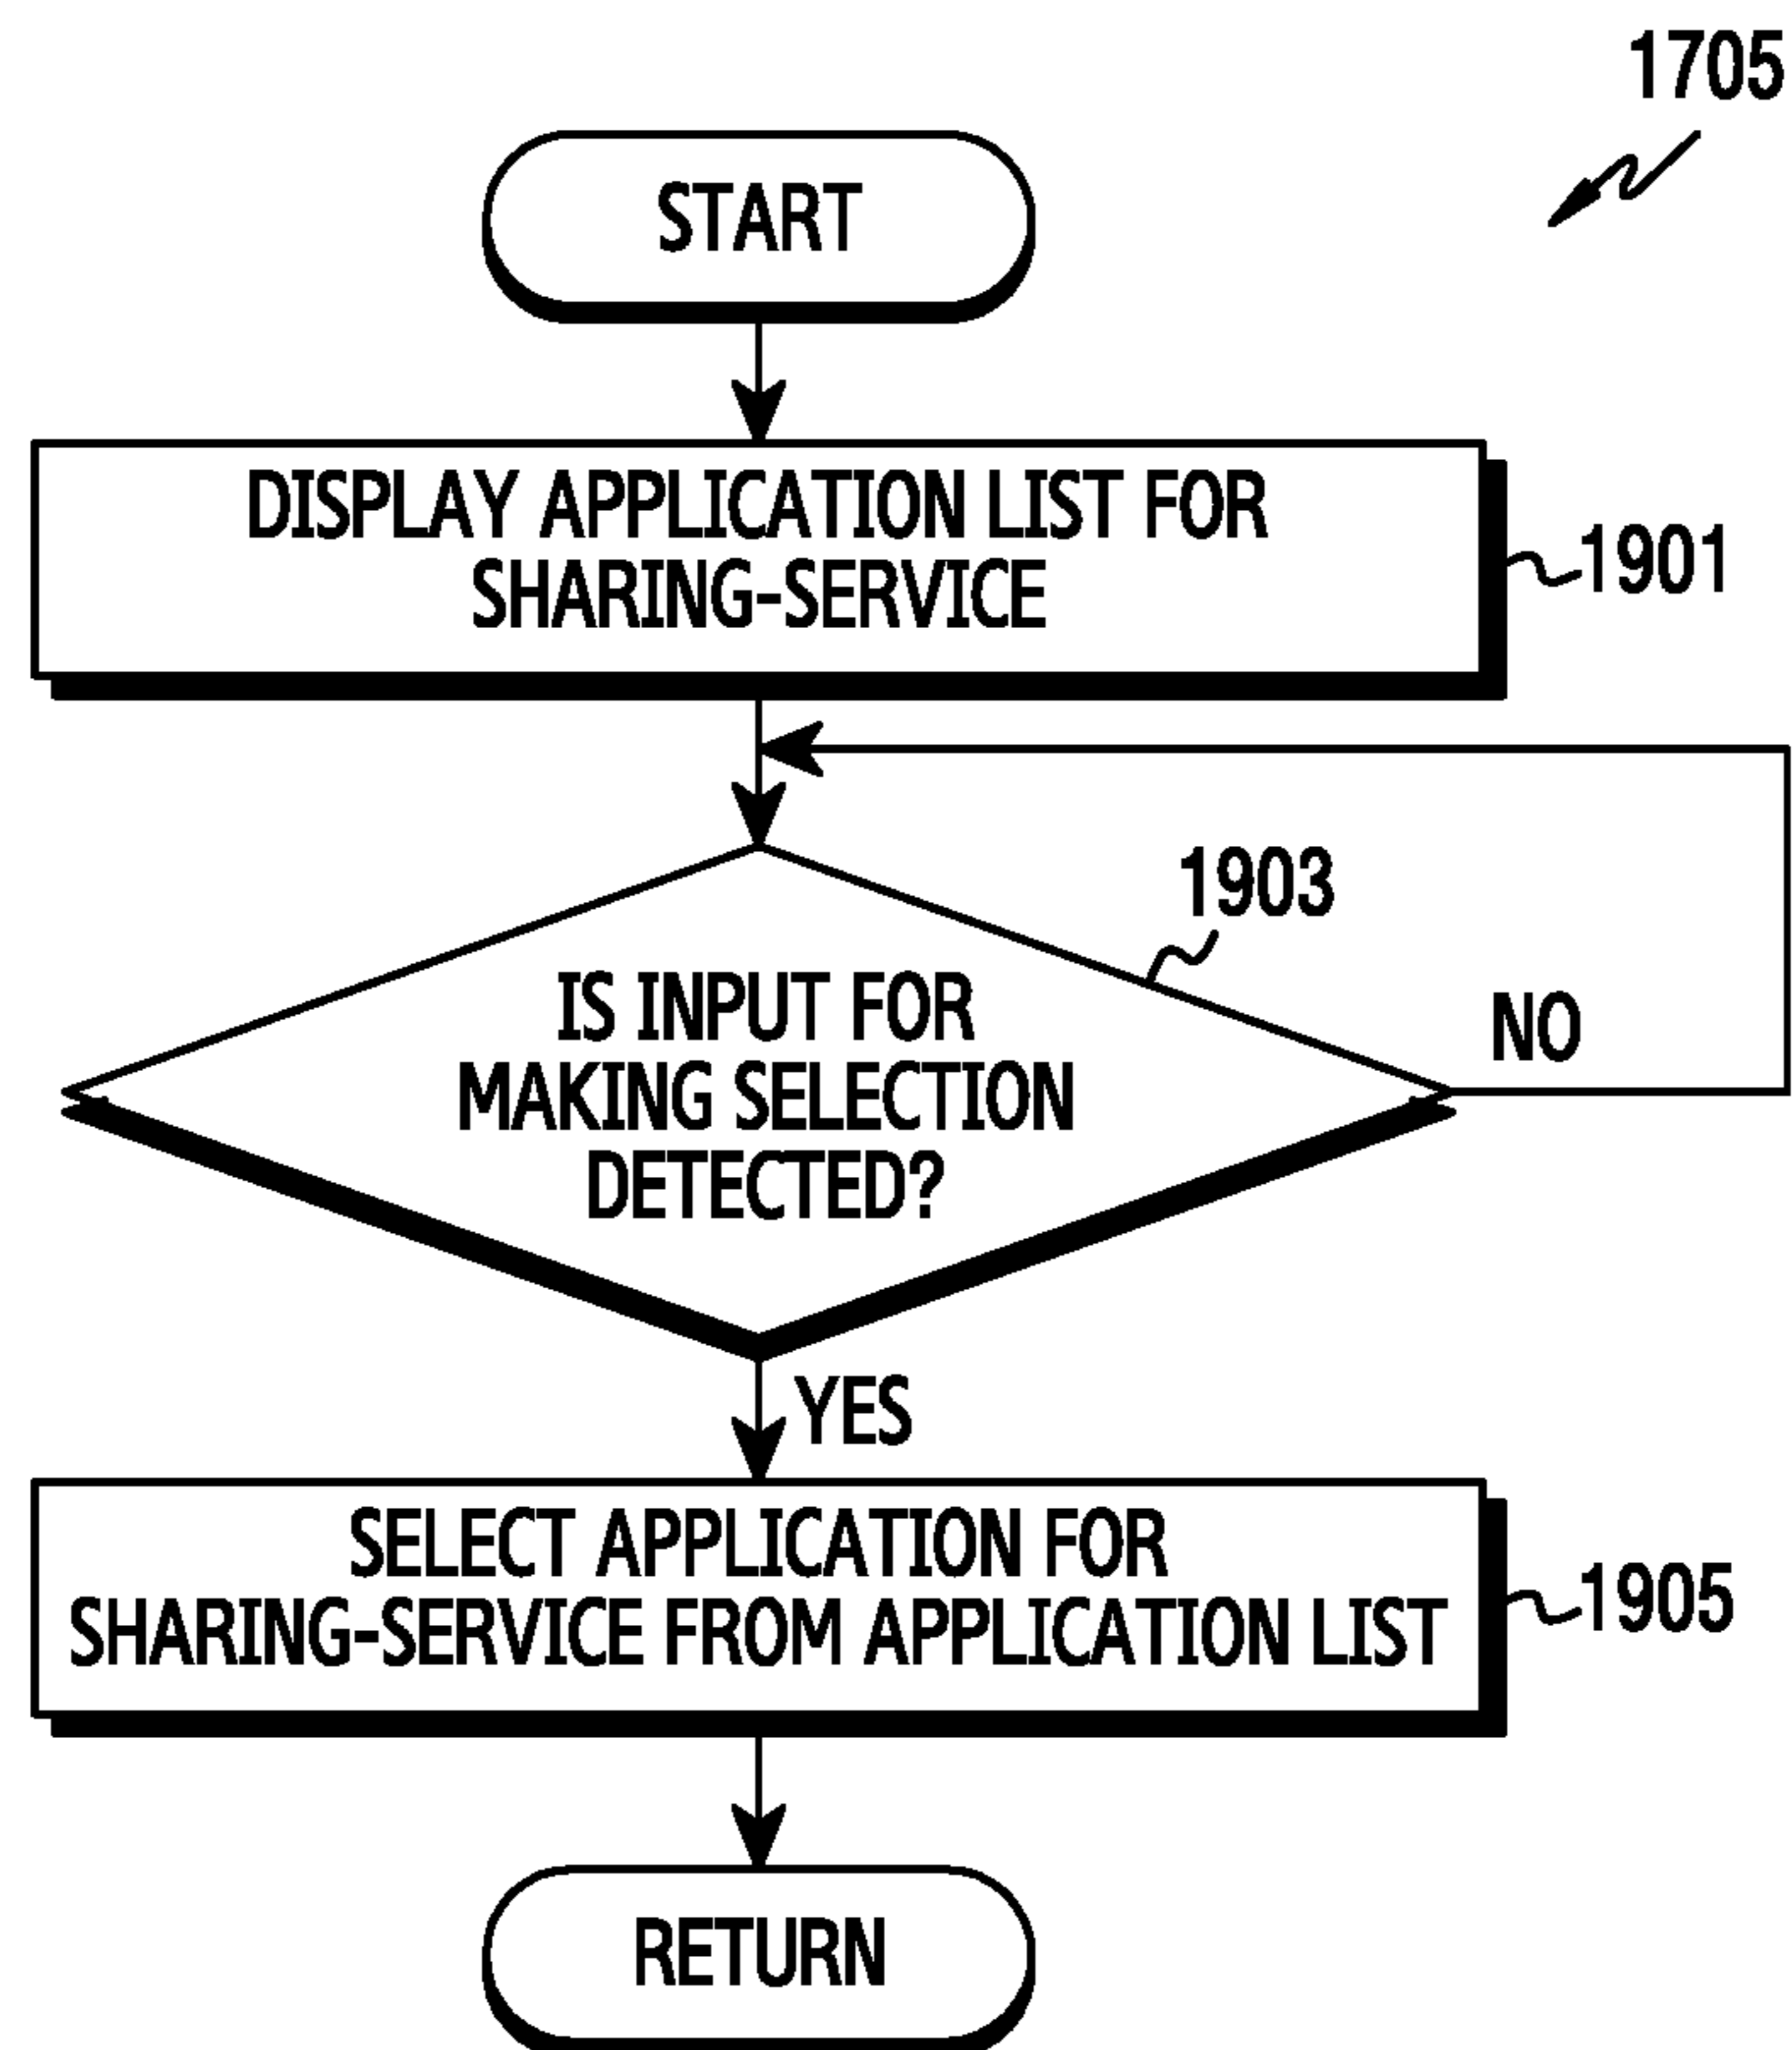 1705
START
DISPLAY APPLICATION LIST FOR
SHARING-SERVICE
1901
1903
IS INPUT FOR
MAKING SELECTION
DETECTED?
NO
YES
SELECT APPLICATION FOR
SHARING-SERVICE FROM APPLICATION LIST
1905
RETURN